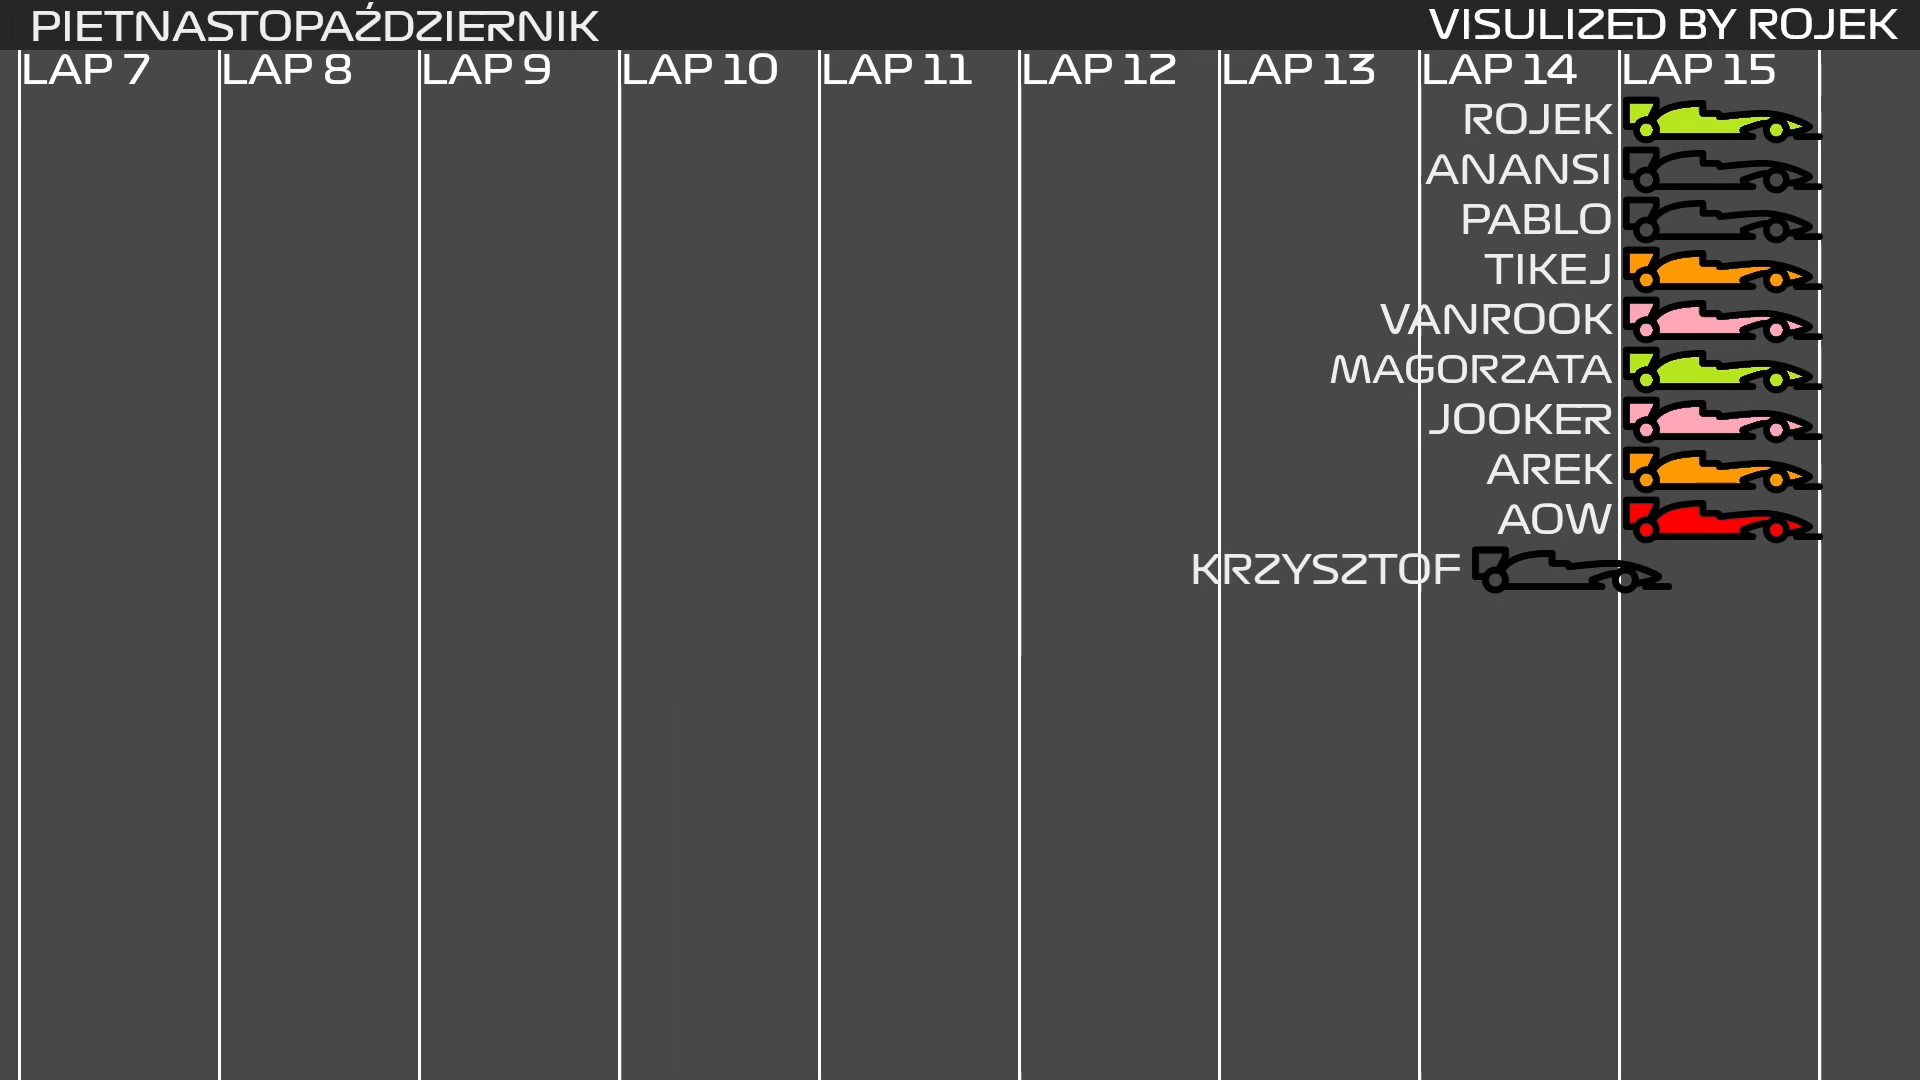 PIETNASTOPAŹDZIERNIK
VISULIZED BY ROJEK
LAP 7 LAP 8 LAP 9 LAP 10 LAP 11 LAP 12 LAP 13 LAP 14 LAP 15
ROJEK
ANANSI
PABLO
TIKEJ
VANROOK
MAGORZATA
JOOKER
AREK
AOW
KRZYSZTOF